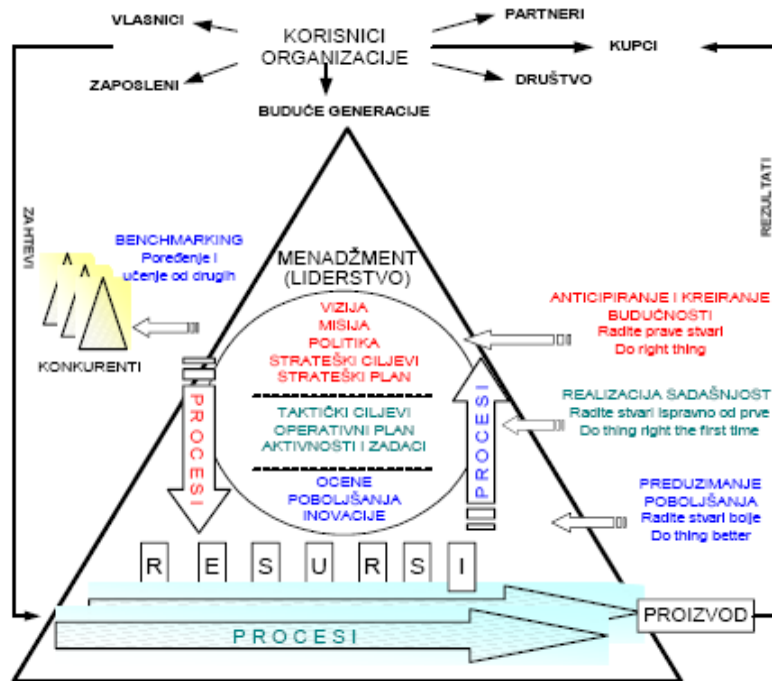 VLASNICI
PARTNERI
KORISNICI
ORGANIZACIJE
KUPCI
ZAPOSLENI
DRUŠTVO
BUDUĆE GENERACIJE
ZAHTEVI
REZULTATI
BENCHMARKING
Poređenje i
učenje od drugih
KONKURENTI
MENADŽMENT
(LIDERSTVO)
VIZIJA
MISIJA
POLITIKA
STRATEŠKI CILJEVI
STRATEŠKI PLAN
TAKTIČKI CILJEVI
OPERATIVNI PLAN
AKTIVNOSTI I ZADACI
OCENE
POBOLJŠANJA
INOVACIJE
PROCESI
PROCESI
ANTICIPIRANJE I KREIRANJE
BUDUĆNOSTI
Radite prave stvari
Do right thing
REALIZACIJA SADAŠNJOST
Radite stvari ispravno od prve
Do thing right the first time
PREDUZIMANJE
POBOLJŠANJA
Radite stvari bolje
Do thing better
R E S U R S I
PROCESI
PROIZVOD